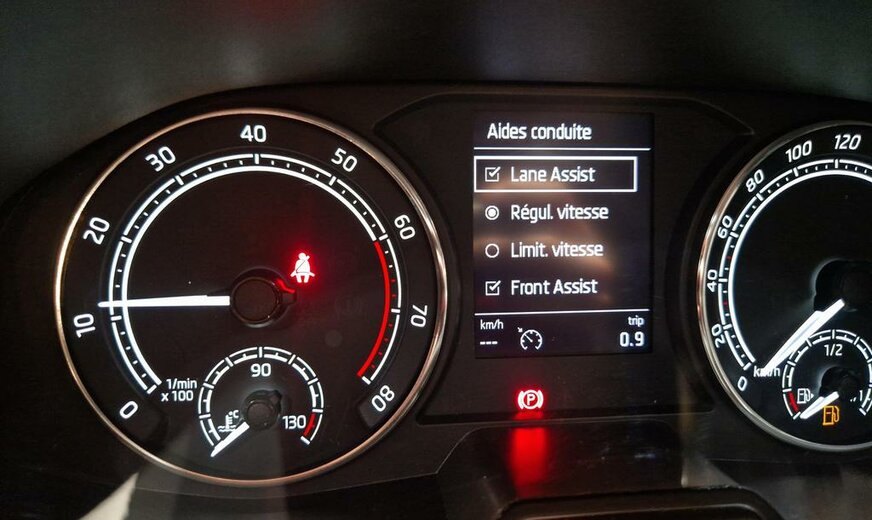 10
20
30
40
50
60
70
80
0
1/min
x 100
90
130
°C
Aides conduite
Lane Assist
Régul. vitesse
Limit. vitesse
Front Assist
km/h
trip
---
0.9
P
0
20
40
60
80
100
120
km/h
1/2